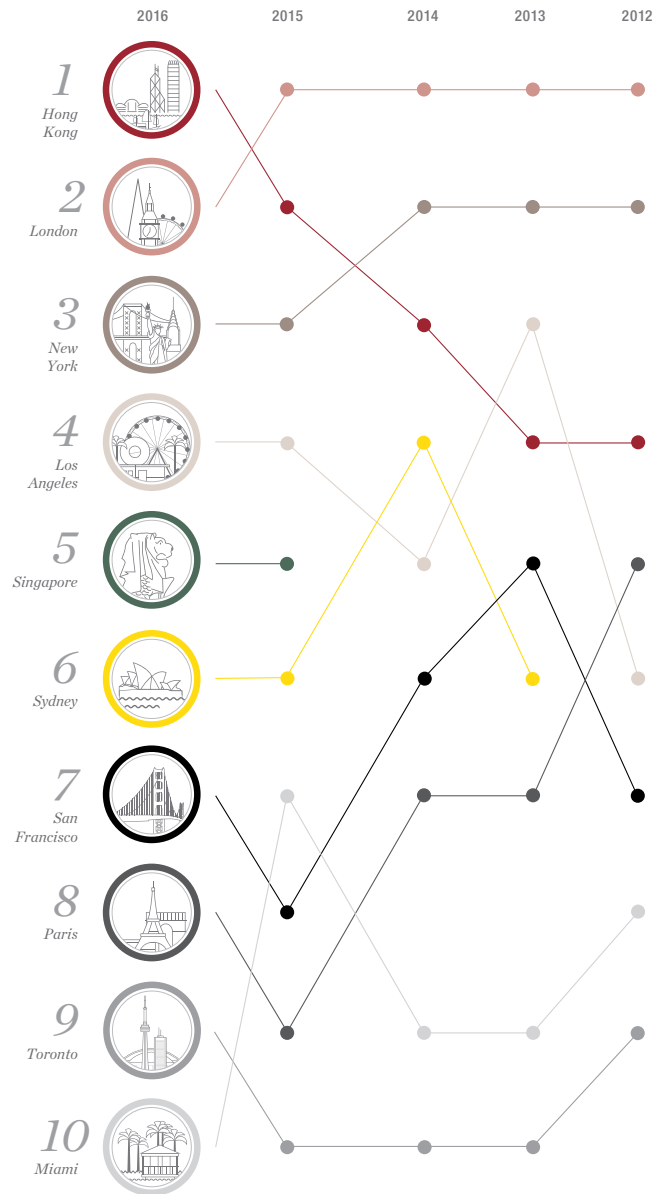 2016 2015 2014 2013 2012
1
Hong
Kong
2
London
3
New
York
4
Los
Angeles
5
Singapore
6
Sydney
7
San
Francisco
8
Paris
9
Toronto
10
Miami